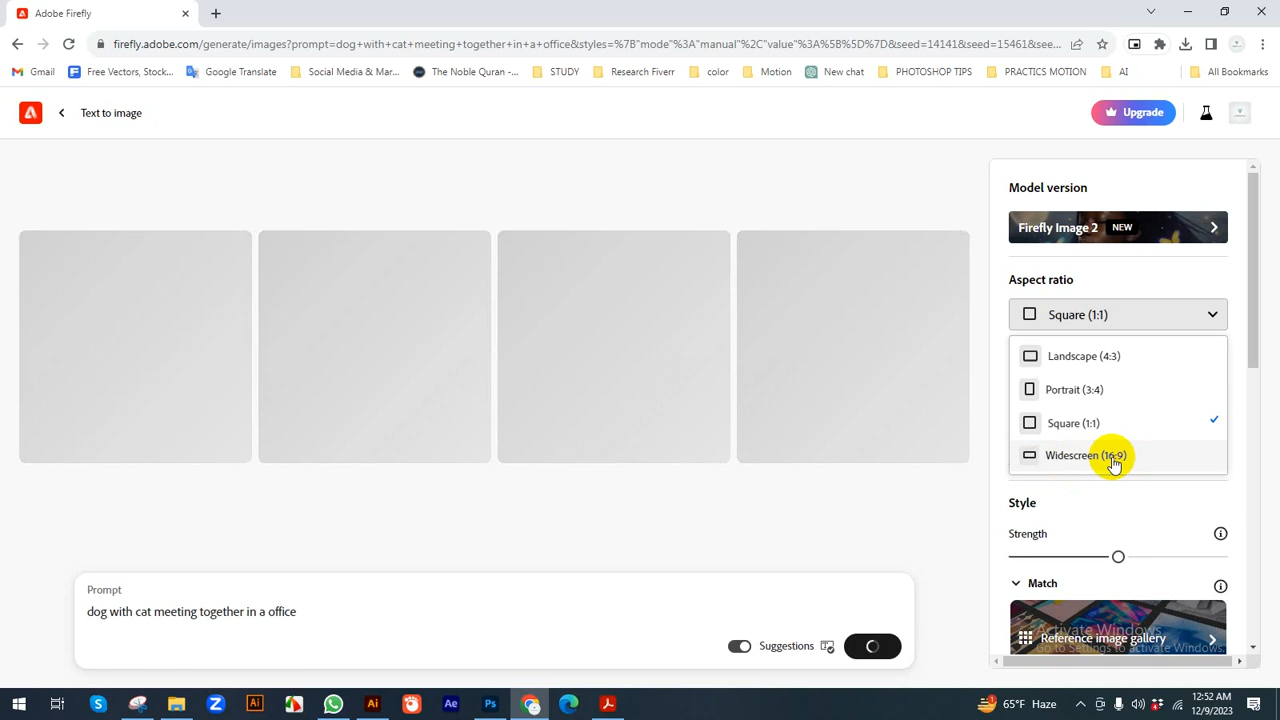 Adobe Firefly
firefly.adobe.com/generate/images?prompt=dog+with+cat+meeting+together+in+a+office&styles=%7B"mode"%3A"manual"%2C"value"%3A%5B%5D%7D&seed=14141&seed=15461&see...
Gmail
Free Vectors, Stock...
Google Translate
Social Media & Mar...
The Noble Quran -...
STUDY
Research Fiverr
color
Motion
New chat
PHOTOSHOP TIPS
PRACTICS MOTION
AI
All Bookmarks
Text to image
Upgrade
Model version
Firefly Image 2 NEW
Aspect ratio
Square (1:1)
Landscape (4:3)
Portrait (3:4)
Square (1:1)
Widescreen (16:9)
Style
Strength
Match
Reference image gallery
Activate Windows
Go to Settings to activate Windows.
Prompt
dog with cat meeting together in a office
Suggestions
65°F Haze
12:52 AM
12/9/2023